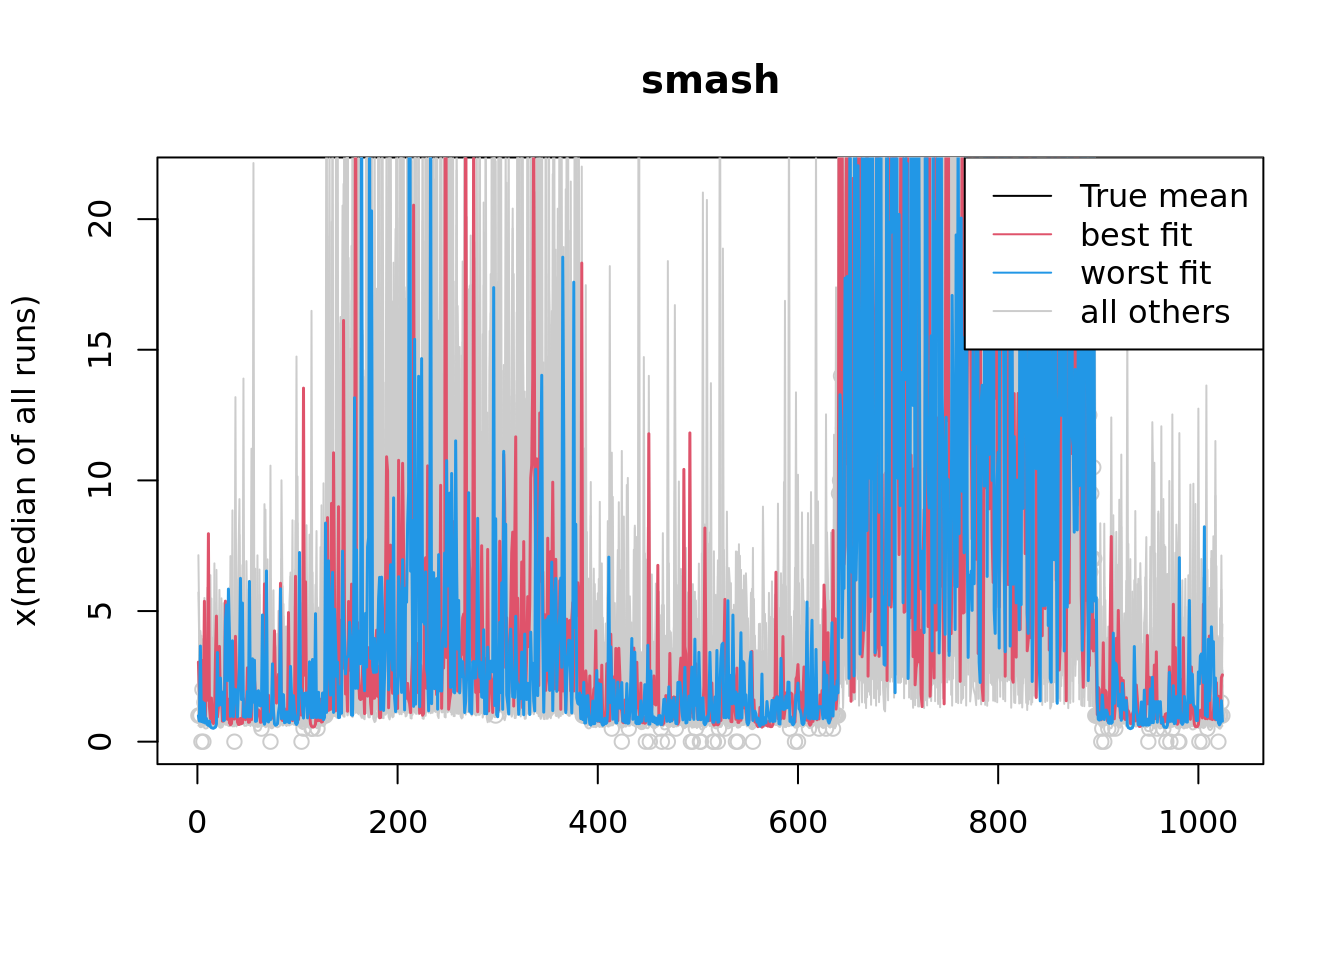 smash
x(median of all runs)
20
15
10
5
0
True mean
best fit
worst fit
all others
0 200 400 600 800 1000